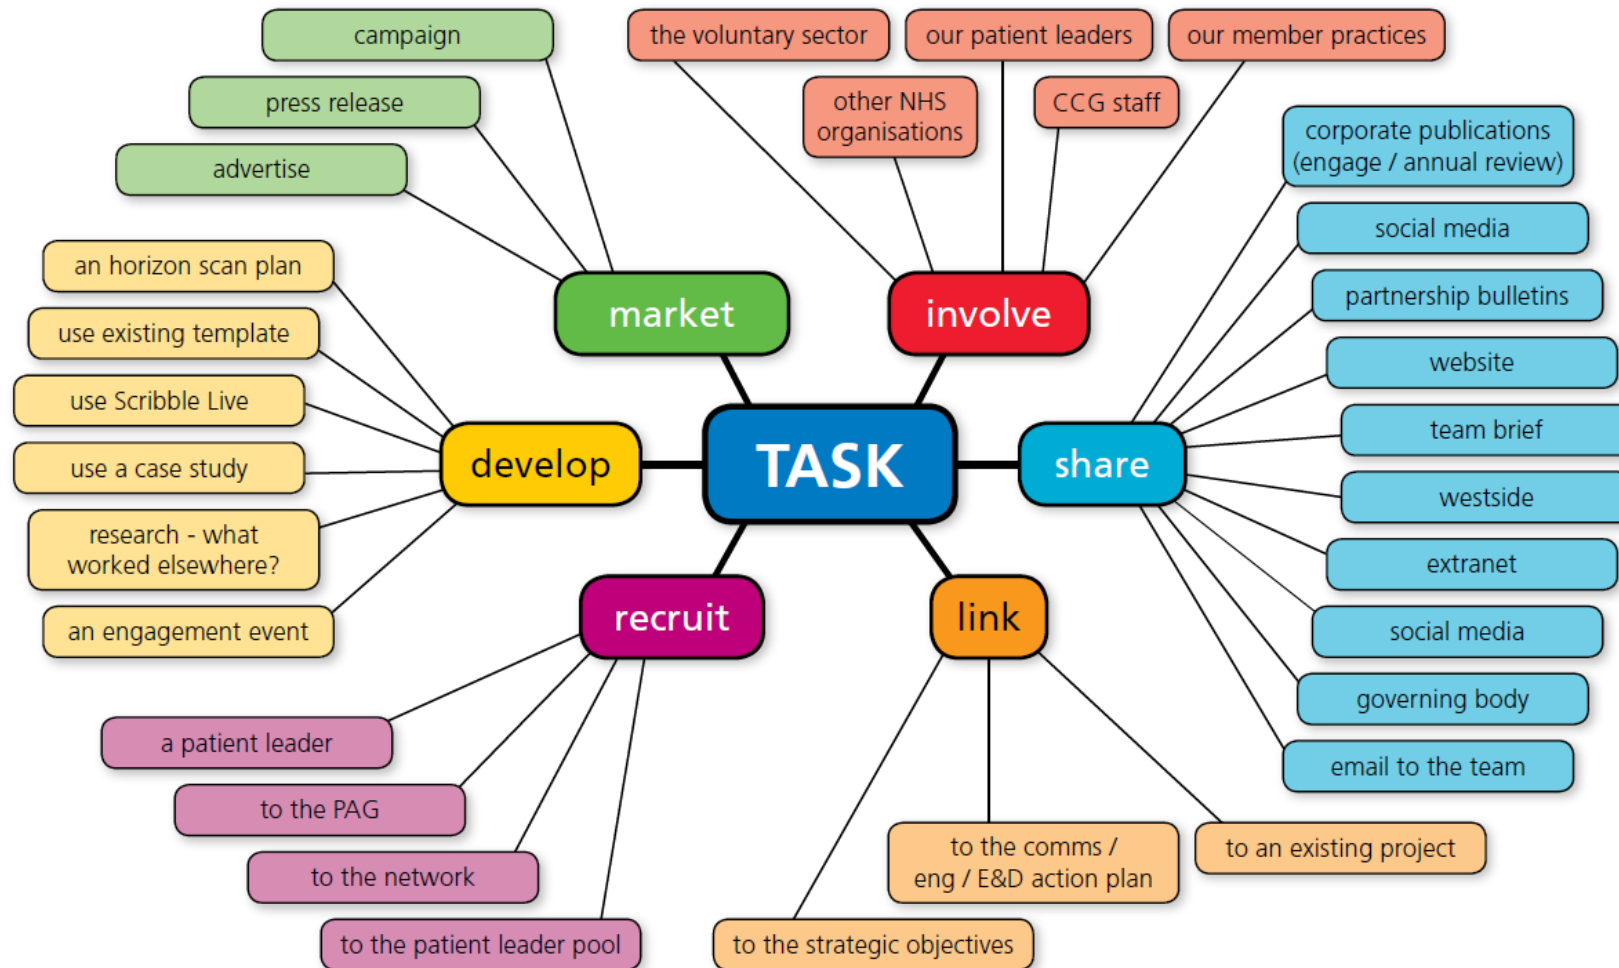 campaign
press release
advertise
market
the voluntary sector
our patient leaders
our member practices
other NHS
organisations
CCG staff
involve
corporate publications
(engage / annual review)
social media
partnership bulletins
website
team brief
westside
extranet
social media
governing body
email to the team
share
TASK
an horizon scan plan
use existing template
use Scribble Live
use a case study
research - what
worked elsewhere?
an engagement event
develop
recruit
a patient leader
to the PAG
to the network
to the patient leader pool
link
to the comms /
eng / E&D action plan
to an existing project
to the strategic objectives